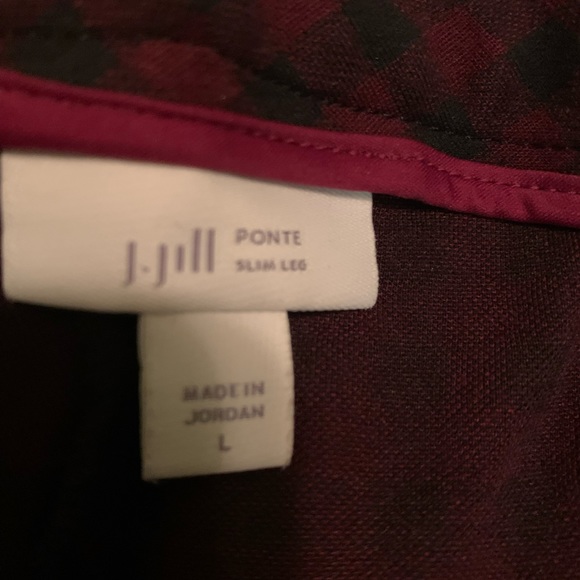 J.Jill PONTE
SLIM LEG
MADE IN
JORDAN
L